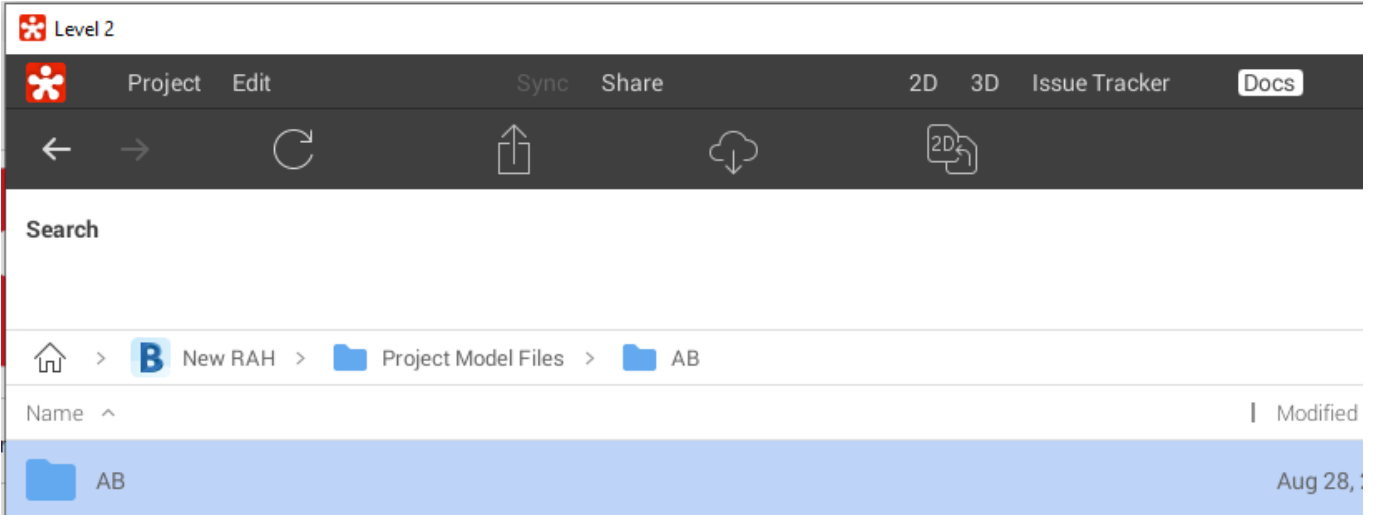 Level 2
Project Edit Sync Share 2D 3D Issue Tracker Docs
2D
Search
> B New RAH > Project Model Files > AB
Name Modified
AB Aug 28,